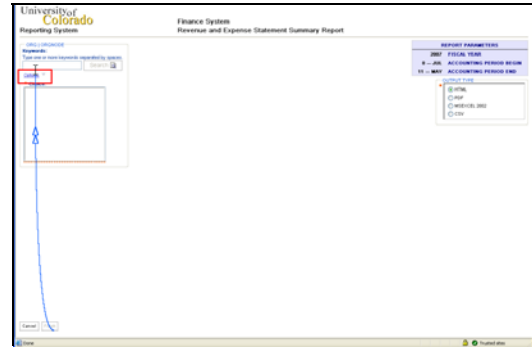 University of
Colorado
Reporting System
Finance System
Revenue and Expense Statement Summary Report
ORG | ORGNODE
Keywords:
Type one or more keywords separated by spaces.
Search
Options
Choice
REPORT PARAMETERS
2007 FISCAL YEAR
0 -- JUL ACCOUNTING PERIOD BEGIN
11 -- MAY ACCOUNTING PERIOD END
OUTPUT TYPE
HTML
PDF
MSEXCEL 2002
CSV
Cancel
Done
Trusted sites